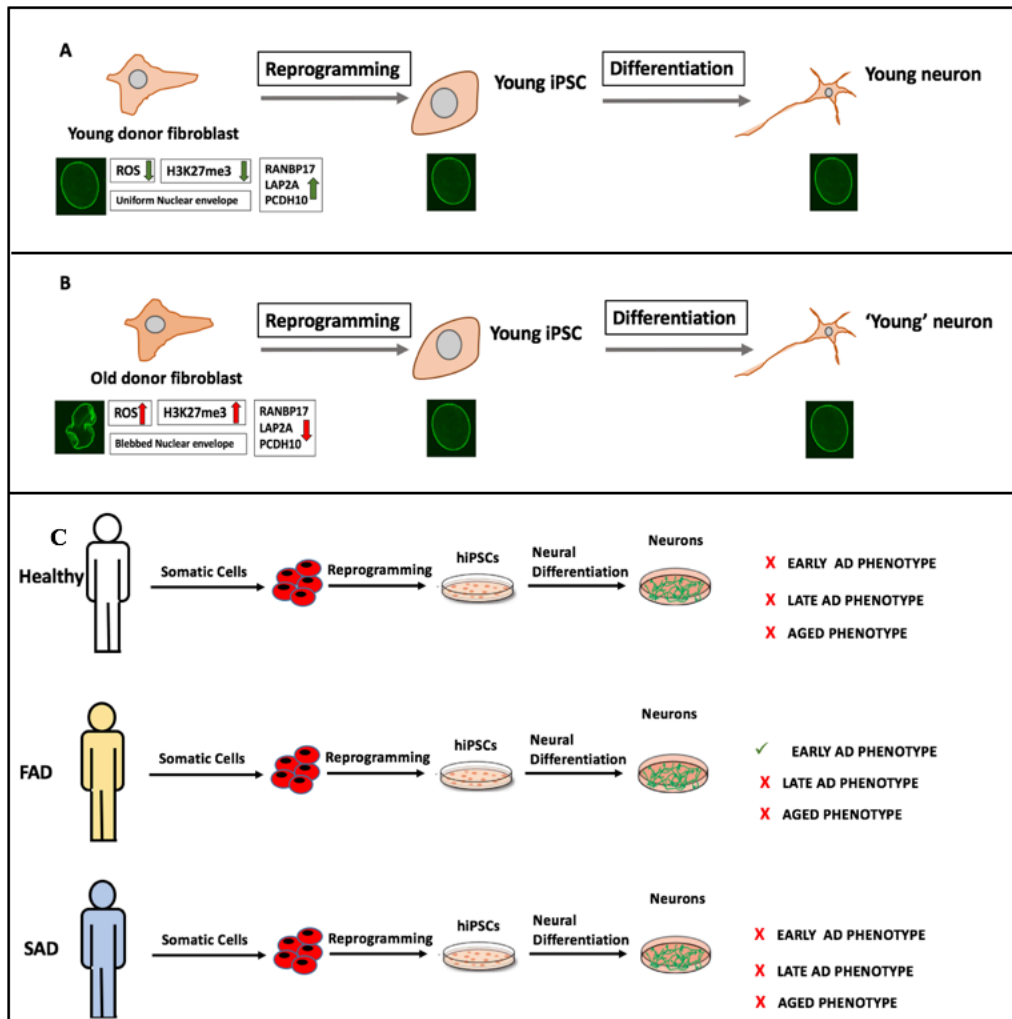 A
Reprogramming
Differentiation
Young iPSC
Young neuron
Young donor fibroblast
ROS
H3K27me3
RANBP17
LAP2A
PCDH10
Uniform Nuclear envelope
B
Reprogramming
Differentiation
Young iPSC
‘Young’ neuron
Old donor fibroblast
ROS
H3K27me3
RANBP17
LAP2A
PCDH10
Blebbed Nuclear envelope
C
Healthy
Somatic Cells
Reprogramming
hiPSCs
Neural
Differentiation
Neurons
X EARLY AD PHENOTYPE
X LATE AD PHENOTYPE
X AGED PHENOTYPE
FAD
Somatic Cells
Reprogramming
hiPSCs
Neural
Differentiation
Neurons
✓ EARLY AD PHENOTYPE
X LATE AD PHENOTYPE
X AGED PHENOTYPE
SAD
Somatic Cells
Reprogramming
hiPSCs
Neural
Differentiation
Neurons
X EARLY AD PHENOTYPE
X LATE AD PHENOTYPE
X AGED PHENOTYPE